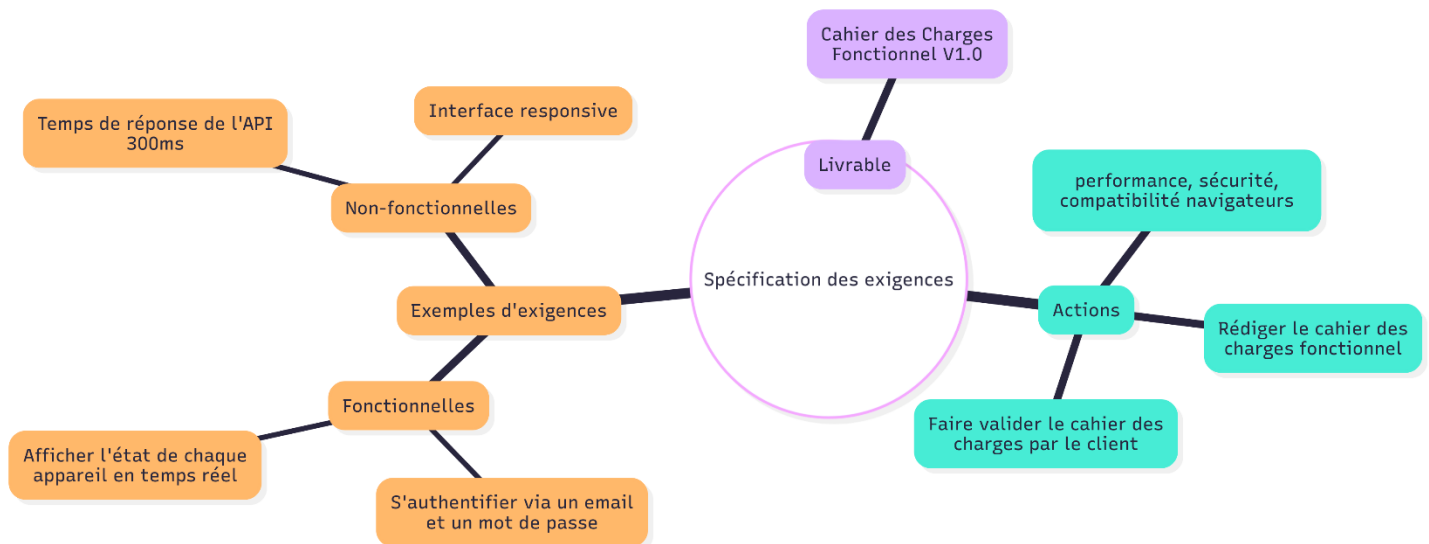 Cahier des Charges
Fonctionnel V1.0
Livrable
Temps de réponse de l'API
300ms
Interface responsive
Non-fonctionnelles
Exemples d'exigences
Fonctionnelles
Afficher l'état de chaque
appareil en temps réel
S'authentifier via un email
et un mot de passe
Spécification des exigences
performance, sécurité,
compatibilité navigateurs
Actions
Rédiger le cahier des
charges fonctionnel
Faire valider le cahier des
charges par le client